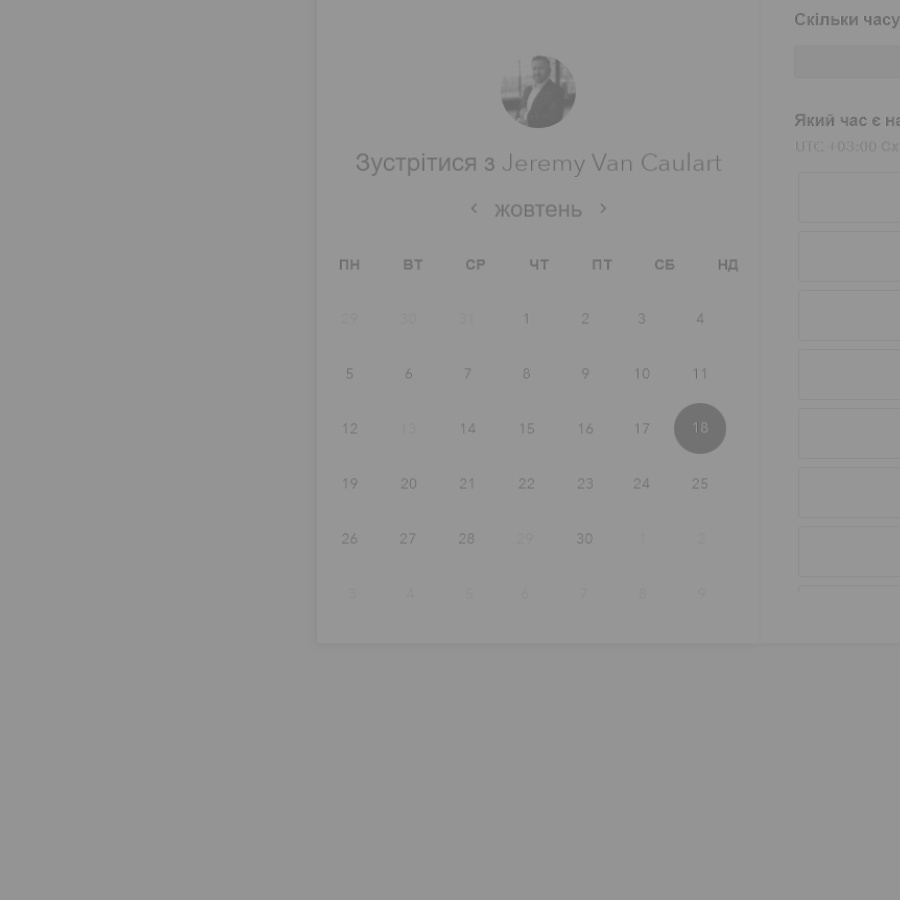 Скільки часу
Який час є на
UTC +03:00
Зустрітися з Jeremy Van Caulart
жовтень
ПН ВТ СР ЧТ ПТ СБ НД
29 30 31 1 2 3 4
5 6 7 8 9 10 11
12 13 14 15 16 17 18
19 20 21 22 23 24 25
26 27 28 29 30 1 2
3 4 5 6 7 8 9